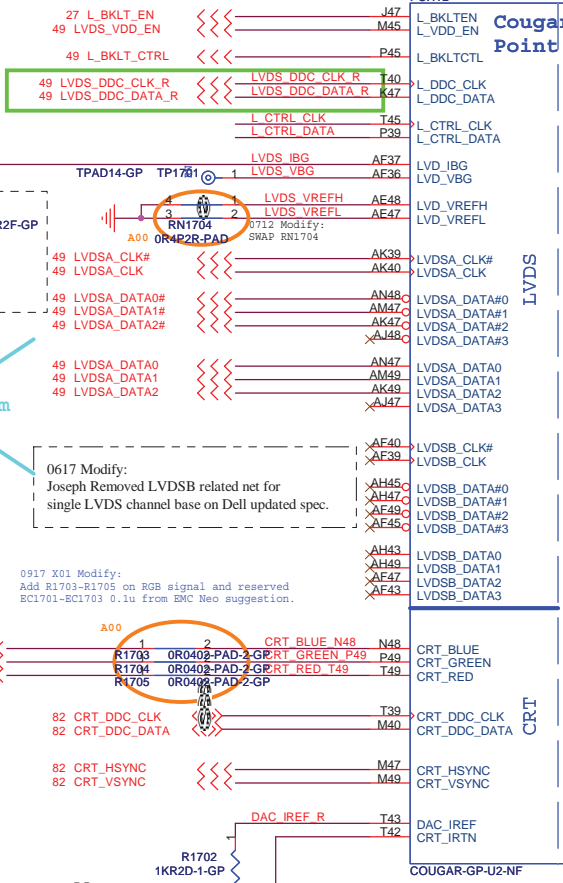 27 L_BKLT_EN J47 L_BKLTEN Cougar
49 LVDS_VDD_EN M45 L_VDD_EN Point
49 L_BKLT_CTRL P45 L_BKLTCTL
49 LVDS_DDC_CLK_R LVDS_DDC_CLK_R T40 L_DDC_CLK
49 LVDS_DDC_DATA_R LVDS_DDC_DATA_R K47 L_DDC_DATA
L_CTRL_CLK T45 L_CTRL_CLK
L_CTRL_DATA P39 L_CTRL_DATA
LVDS_IBG AF37 LVD_IBG
TPAD14-GP TP1701 1 LVDS_VBG AF36 LVD_VBG
4 1 LVDS_VREFH AE48 LVD_VREFH
3 2 LVDS_VREFL AE47 LVD_VREFL
R2F-GP RN1704 0712 Modify:
A00 0R4P2R-PAD SWAP RN1704
49 LVDSA_CLK# AK39 LVDSA_CLK#
49 LVDSA_CLK AK40 LVDSA_CLK
LVDS
49 LVDSA_DATA0# AN48 LVDSA_DATA#0
49 LVDSA_DATA1# AM47 LVDSA_DATA#1
49 LVDSA_DATA2# AK47 LVDSA_DATA#2
AJ48 LVDSA_DATA#3
49 LVDSA_DATA0 AN47 LVDSA_DATA0
49 LVDSA_DATA1 AM49 LVDSA_DATA1
49 LVDSA_DATA2 AK49 LVDSA_DATA2
AJ47 LVDSA_DATA3
m
AF40 LVDSB_CLK#
AF39 LVDSB_CLK
0617 Modify:
Joseph Removed LVDSB related net for
single LVDS channel base on Dell updated spec.
AH45 LVDSB_DATA#0
AH47 LVDSB_DATA#1
AF49 LVDSB_DATA#2
AF45 LVDSB_DATA#3
AH43 LVDSB_DATA0
AH49 LVDSB_DATA1
AF47 LVDSB_DATA2
AF43 LVDSB_DATA3
0917 X01 Modify:
Add R1703-R1705 on RGB signal and reserved
EC1701-EC1703 0.1u from EMC Neo suggestion.
A00
1 2 CRT_BLUE_N48 N48 CRT_BLUE
R1703 0R0402-PAD-2-GP CRT_GREEN_P49 P49 CRT_GREEN
R1704 0R0402-PAD-2-GP CRT_RED_T49 T49 CRT_RED
R1705 0R0402-PAD-2-GP
82 CRT_DDC_CLK T39 CRT_DDC_CLK
82 CRT_DDC_DATA M40 CRT_DDC_DATA
CRT
82 CRT_HSYNC M47 CRT_HSYNC
82 CRT_VSYNC M49 CRT_VSYNC
DAC_IREF_R T43 DAC_IREF
1 T42 CRT_IRTN
R1702
1KR2D-1-GP COUGAR-GP-U2-NF